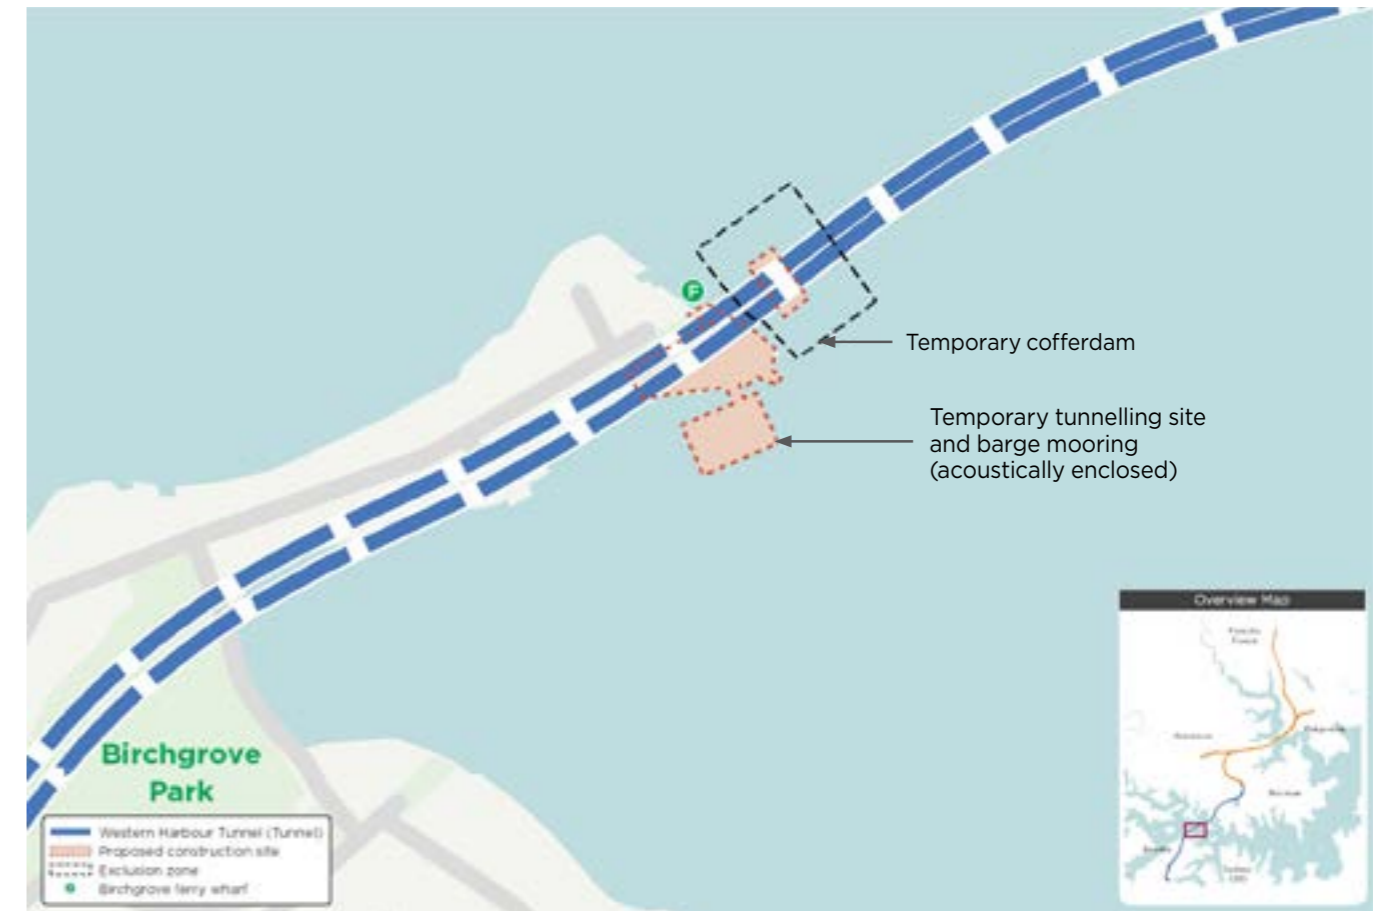 F
Temporary cofferdam
Temporary tunnelling site
and barge mooring
(acoustically enclosed)
Birchgrove
Park
Western Harbour Tunnel (Tunnel)
Proposed construction site
Exclusion zone
Birchgrove ferry wharf
Overview Map